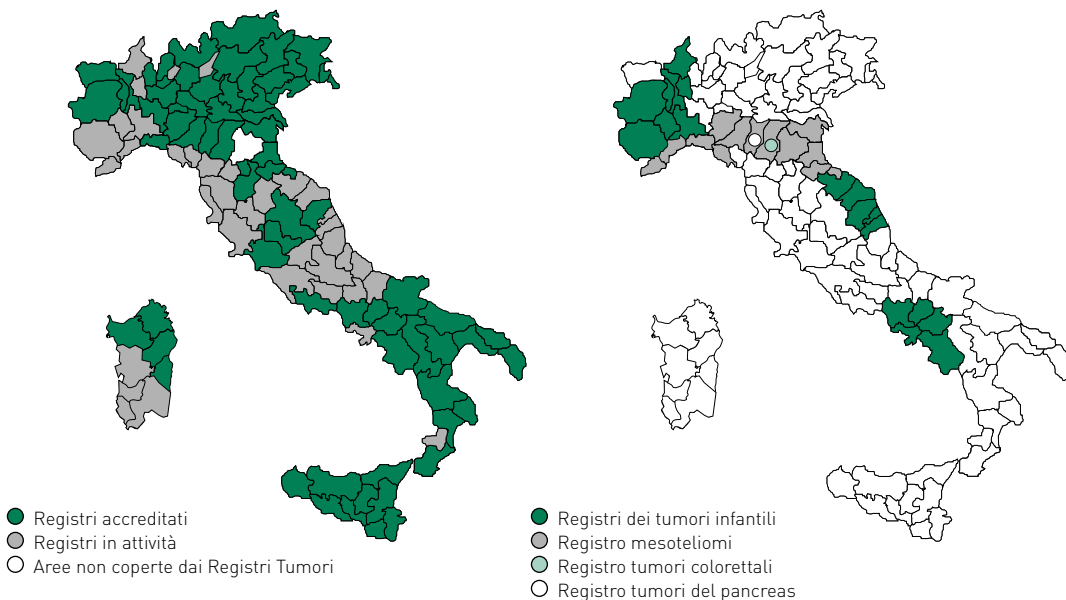 Registri accreditati
Registri in attività
Aree non coperte dai Registri Tumori
Registri dei tumori infantili
Registro mesoteliomi
Registro tumori colorettali
Registro tumori del pancreas